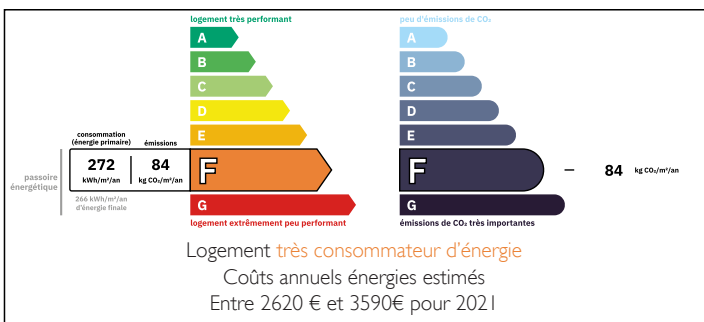 logement très performant
A
B
C
D
E
consommation
(énergie primaire)
émissions
passoire
énergétique
272
kWh/m²/an
84
kg CO₂/m²/an
F
266 kWh/m²/an
d'énergie finale
G
logement extrêmement peu performant
peu d'émissions de CO₂
A
B
C
D
E
F
84 kg CO₂/m²/an
G
émissions de CO₂ très importantes
Logement très consommateur d'énergie
Coûts annuels énergies estimés
Entre 2620 € et 3590€ pour 2021